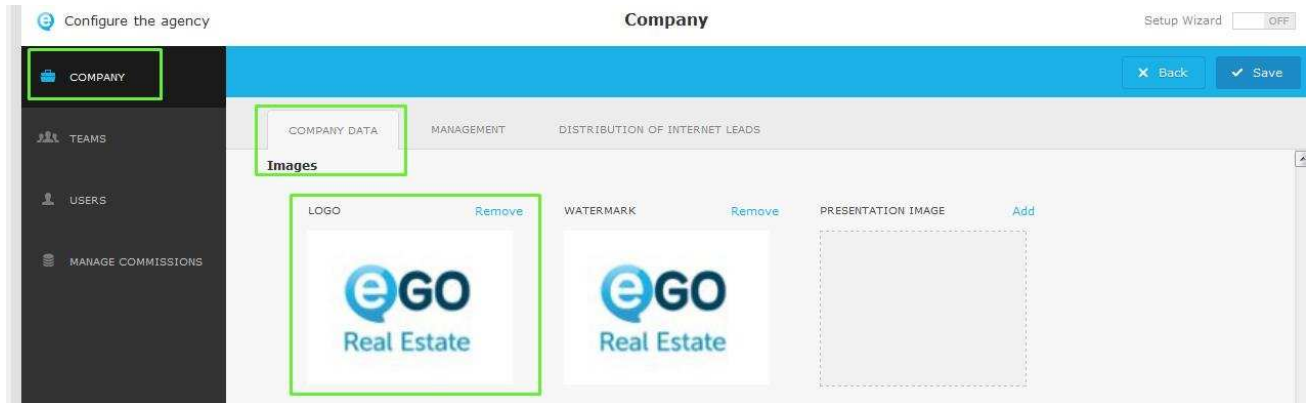 Configure the agency
Company
Setup Wizard OFF
COMPANY
Back
Save
COMPANY DATA
MANAGEMENT
DISTRIBUTION OF INTERNET LEADS
TEAMS
Images
USERS
LOGO
Remove
WATERMARK
Remove
PRESENTATION IMAGE
Add
MANAGE COMMISSIONS
eGO
Real Estate
eGO
Real Estate